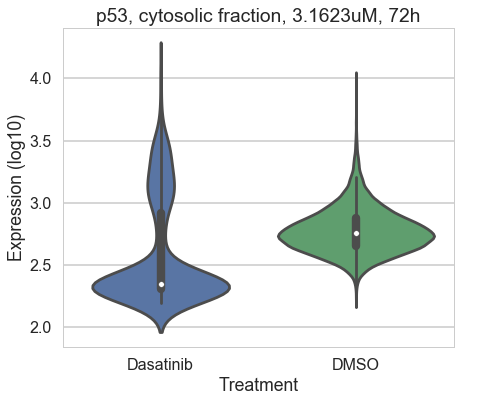 p53, cytosolic fraction, 3.1623uM, 72h
4.0
3.5
3.0
2.5
2.0
Expression (log10)
Dasatinib DMSO
Treatment